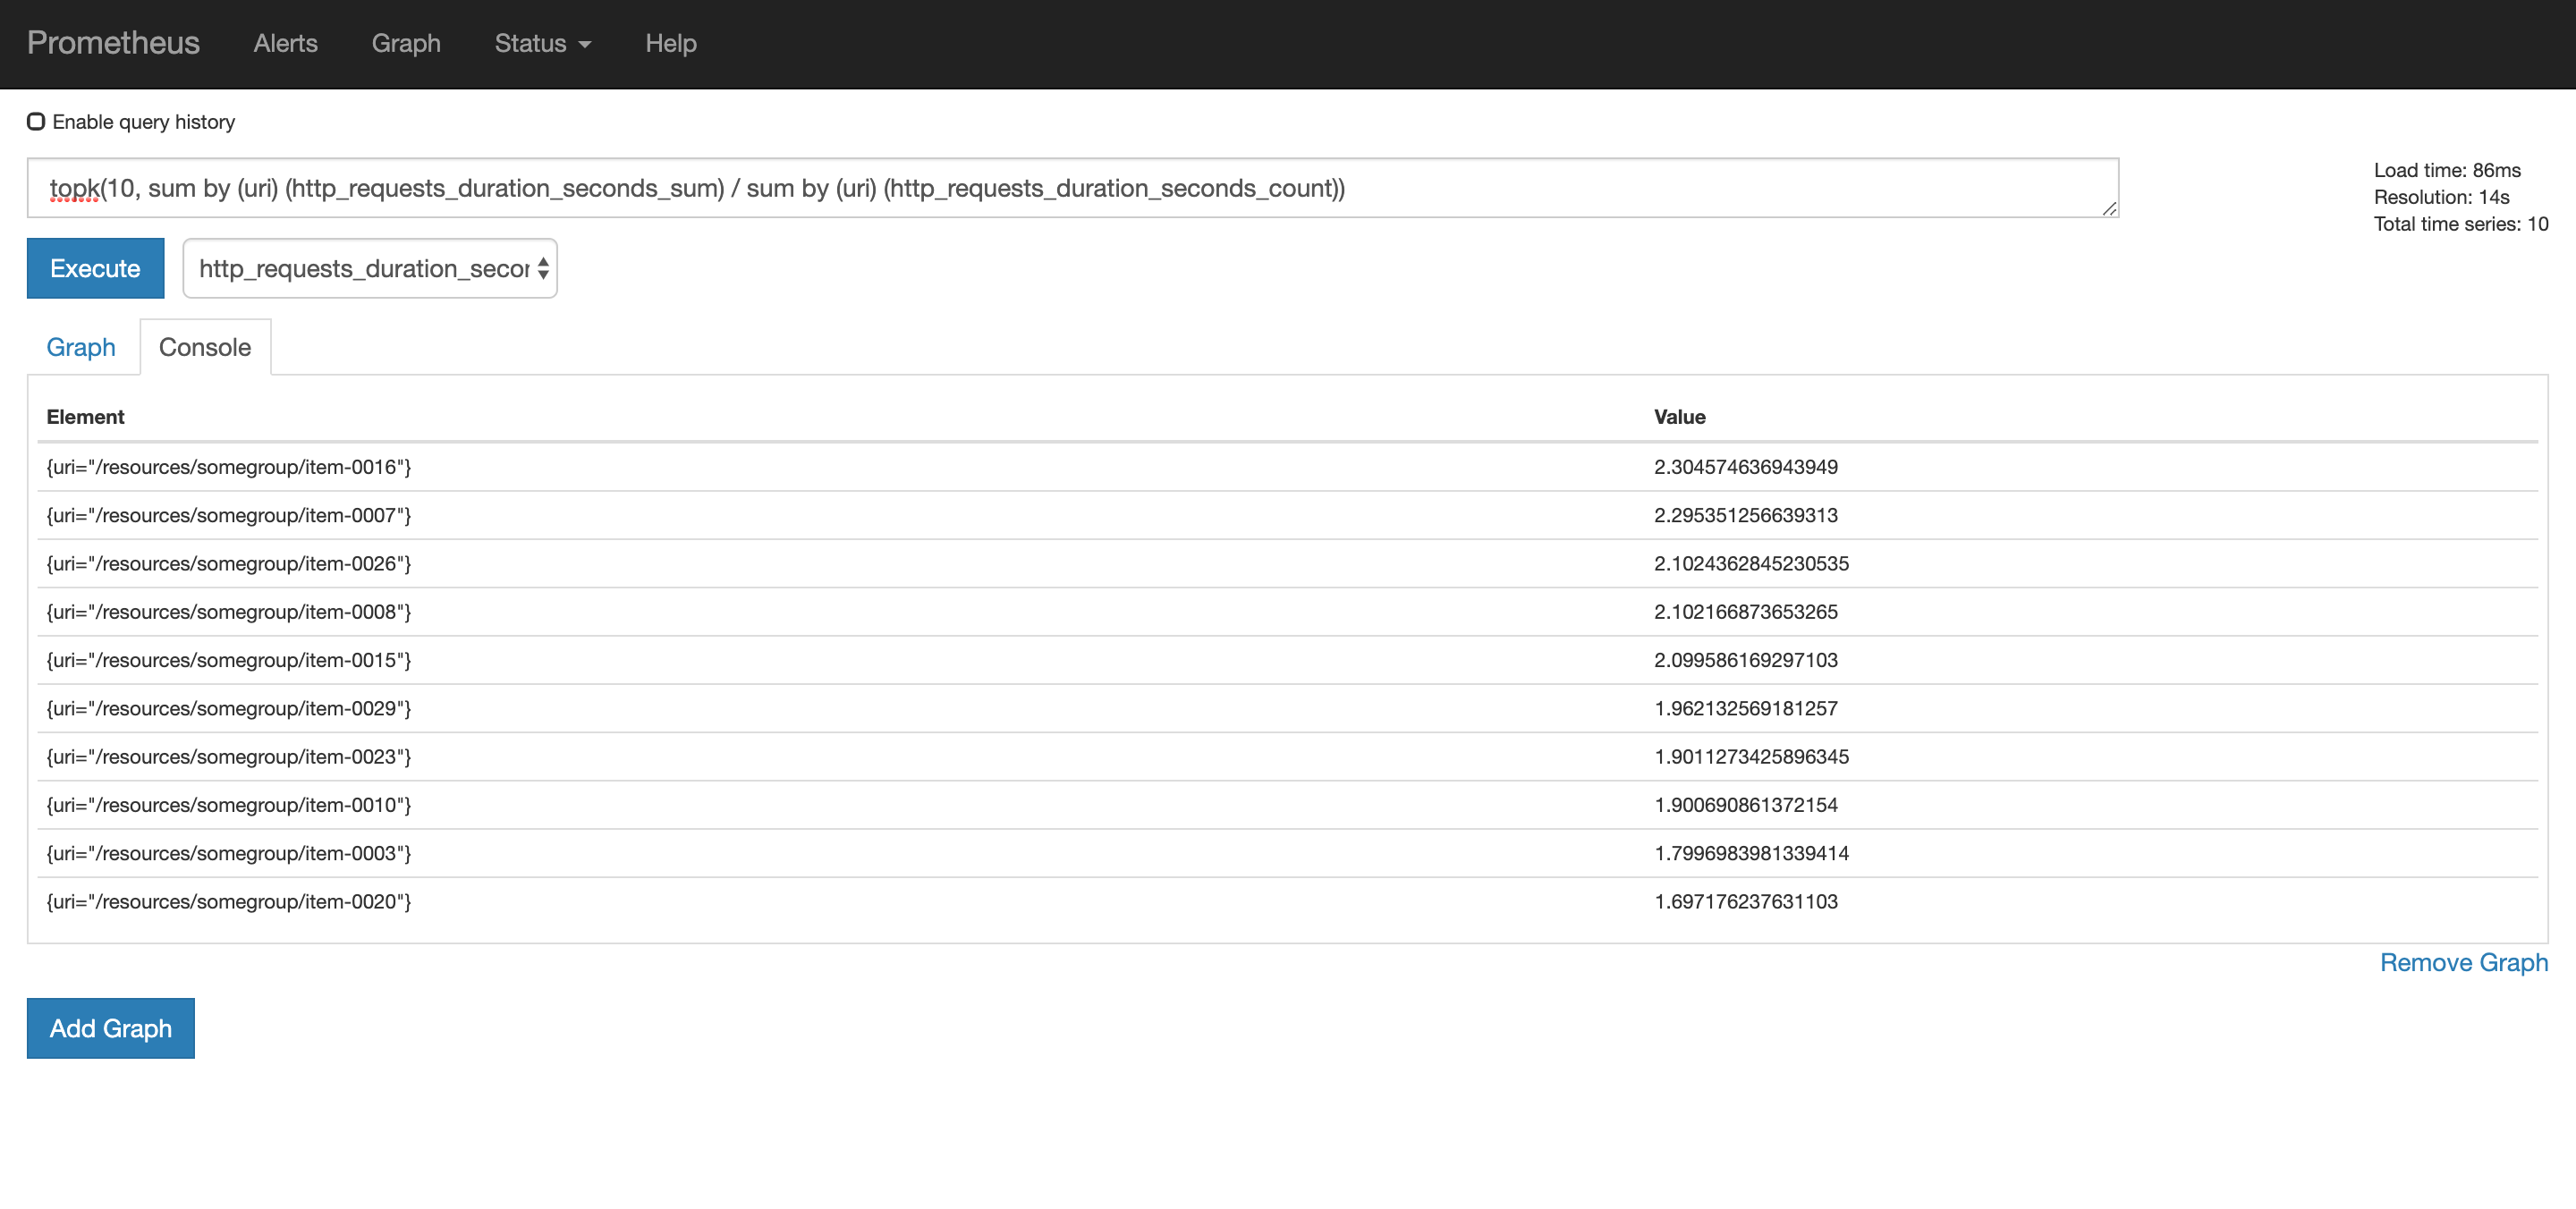 Prometheus Alerts Graph Status Help
Enable query history
topk(10, sum by (uri) (http_requests_duration_seconds_sum) / sum by (uri) (http_requests_duration_seconds_count))
Load time: 86ms
Resolution: 14s
Total time series: 10
Execute http_requests_duration_secor
Graph Console
Element Value
{uri="/resources/somegroup/item-0016"} 2.304574636943949
{uri="/resources/somegroup/item-0007"} 2.295351256639313
{uri="/resources/somegroup/item-0026"} 2.1024362845230535
{uri="/resources/somegroup/item-0008"} 2.102166873653265
{uri="/resources/somegroup/item-0015"} 2.099586169297103
{uri="/resources/somegroup/item-0029"} 1.962132569181257
{uri="/resources/somegroup/item-0023"} 1.9011273425896345
{uri="/resources/somegroup/item-0010"} 1.900690861372154
{uri="/resources/somegroup/item-0003"} 1.7996983981339414
{uri="/resources/somegroup/item-0020"} 1.697176237631103
Remove Graph
Add Graph